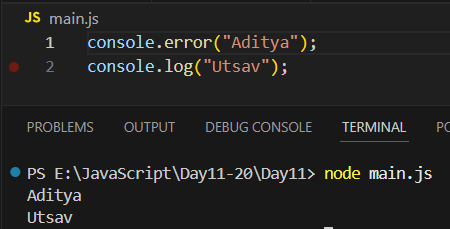 JS main.js
1 console.error("Aditya");
2 console.log("Utsav");
PROBLEMS OUTPUT DEBUG CONSOLE TERMINAL
PS E:\JavaScript\Day11-20\Day11> node main.js
Aditya
Utsav